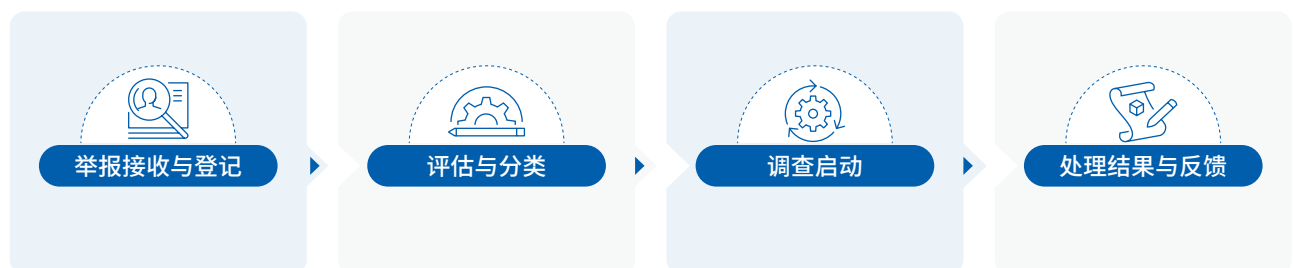 举报接收与登记
评估与分类
调查启动
处理结果与反馈